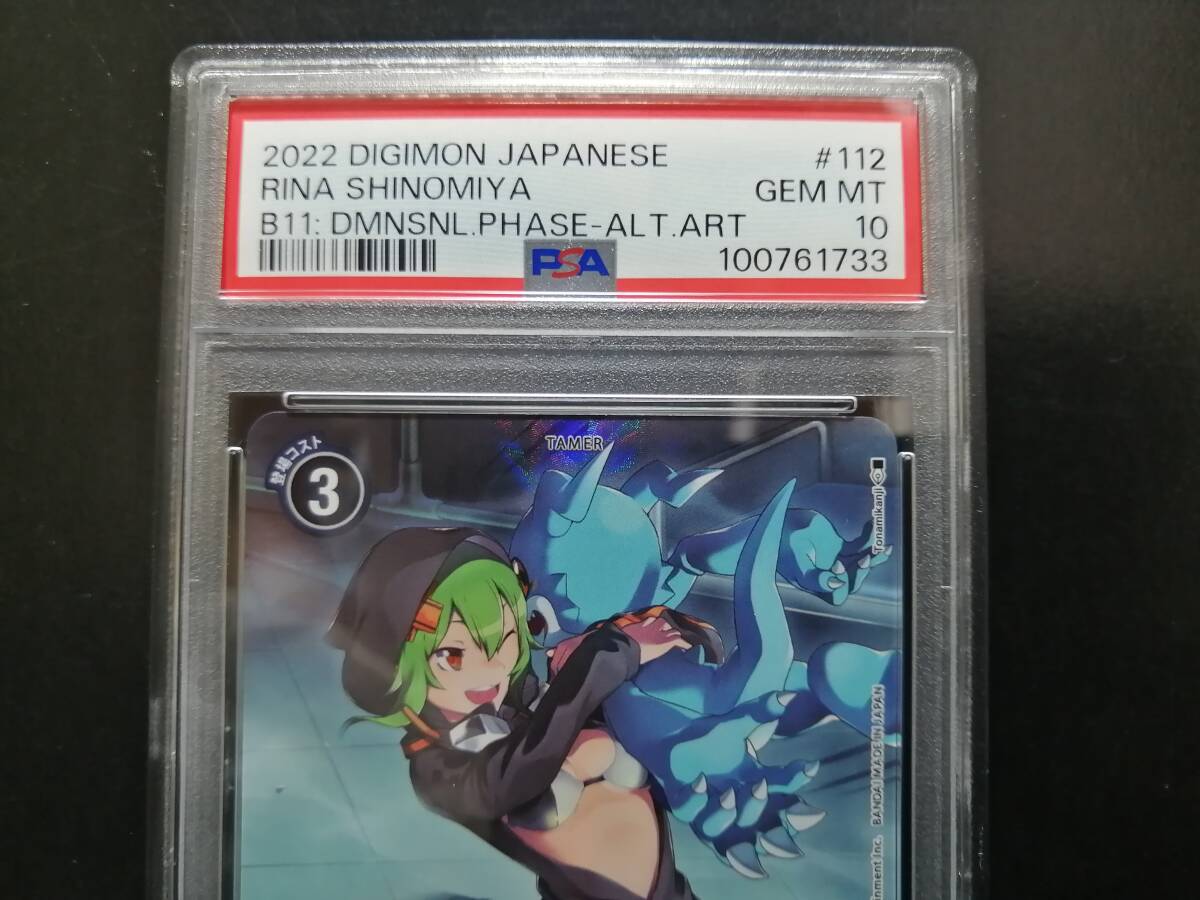 2022 DIGIMON JAPANESE #112
RINA SHINOMIYA GEM MT
B11: DMNSNL.PHASE-ALT.ART 10
PSA 100761733
登場コスト
3
TAMER
Tonamikanji
BANDAI MADE IN JAPAN
Inc.